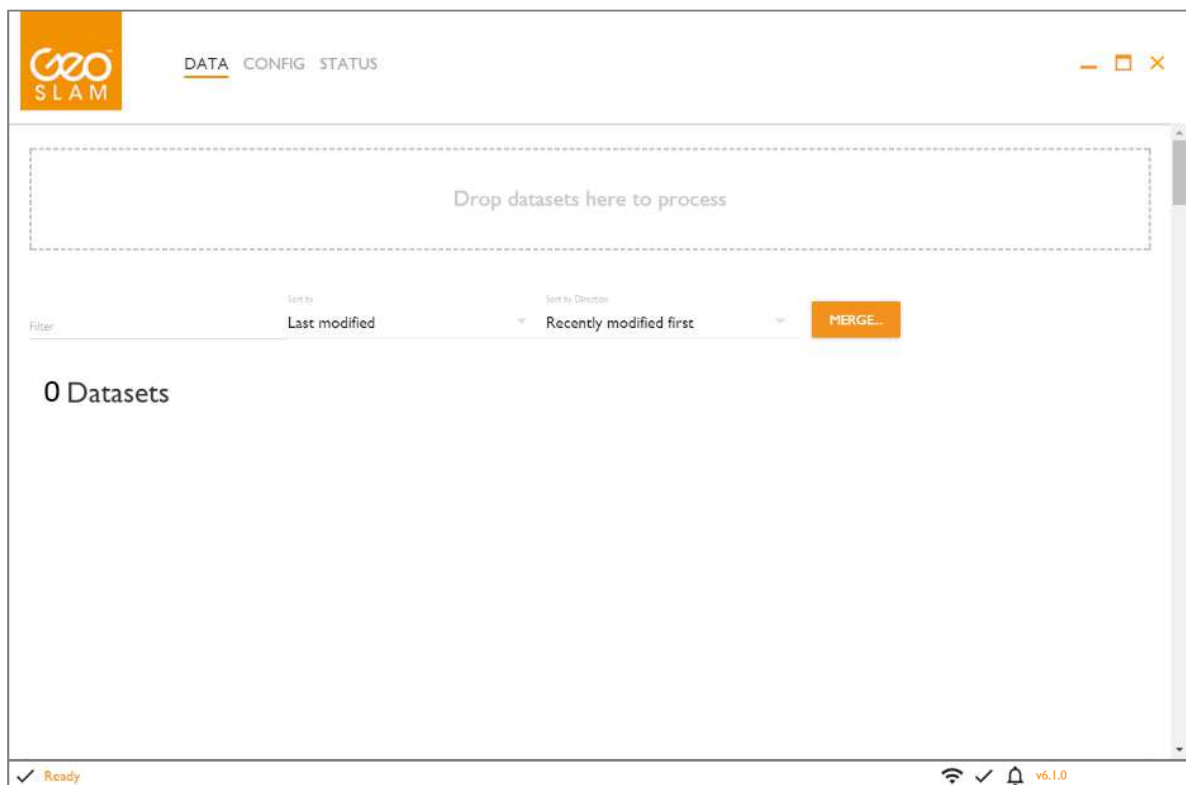 GEO
SLAM
DATA CONFIG STATUS
Drop datasets here to process
Filter
Sort by
Last modified
Sort by Direction
Recently modified first
MERGE...
0 Datasets
Ready
v6.1.0